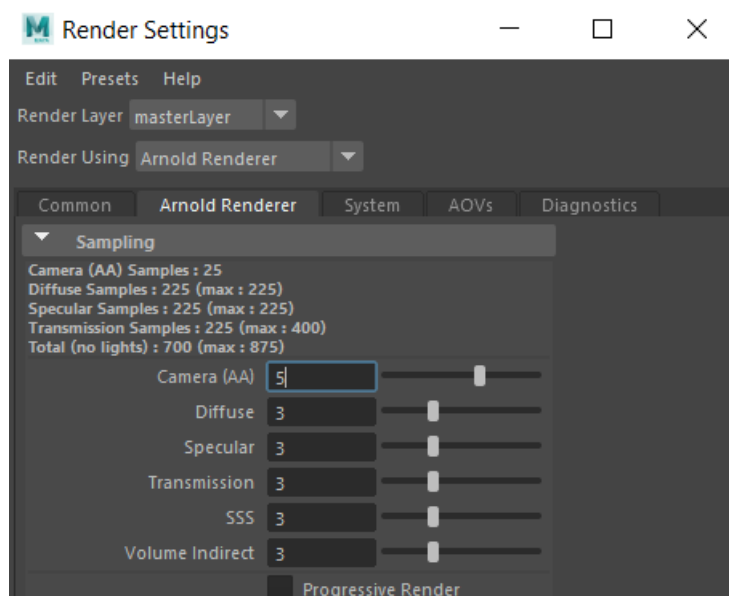 Render Settings
Edit Presets Help
Render Layer masterLayer
Render Using Arnold Renderer
Common Arnold Renderer System AOVs Diagnostics
Sampling
Camera (AA) Samples : 25
Diffuse Samples : 225 (max : 225)
Specular Samples : 225 (max : 225)
Transmission Samples : 225 (max : 400)
Total (no lights) : 700 (max : 875)
Camera (AA) 5
Diffuse 3
Specular 3
Transmission 3
SSS 3
Volume Indirect 3
Progressive Render